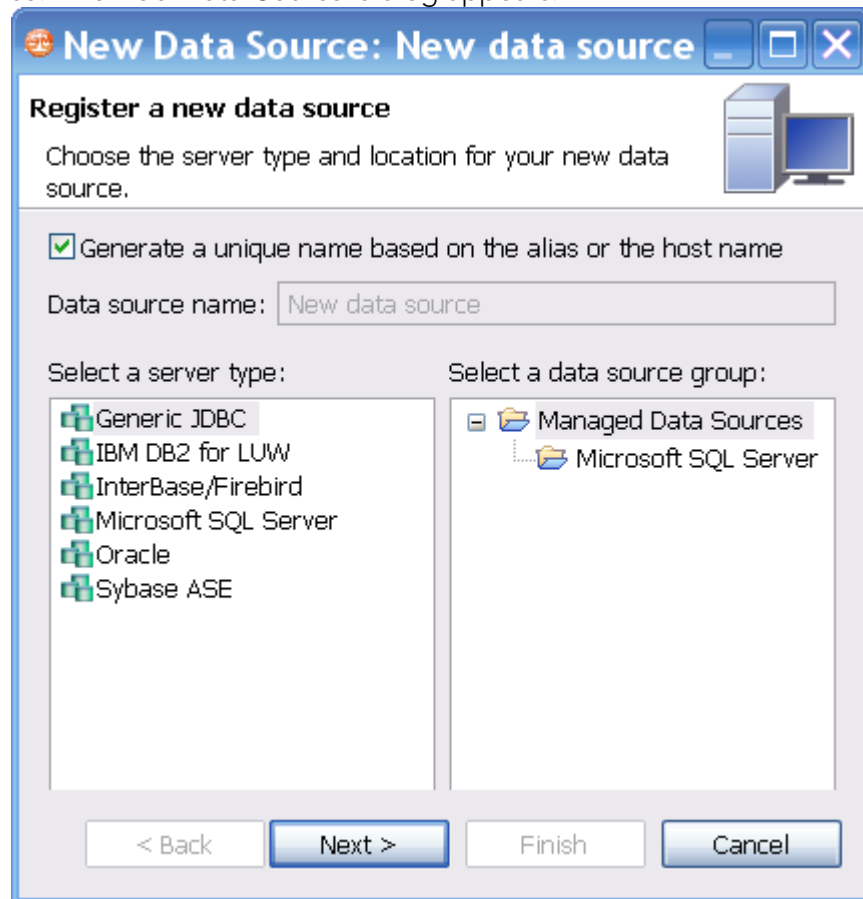 New Data Source: New data source
Register a new data source
Choose the server type and location for your new data
source.
Generate a unique name based on the alias or the host name
Data source name: New data source
Select a server type:
Generic JDBC
IBM DB2 for LUW
InterBase/Firebird
Microsoft SQL Server
Oracle
Sybase ASE
Select a data source group:
Managed Data Sources
Microsoft SQL Server
< Back Next > Finish Cancel